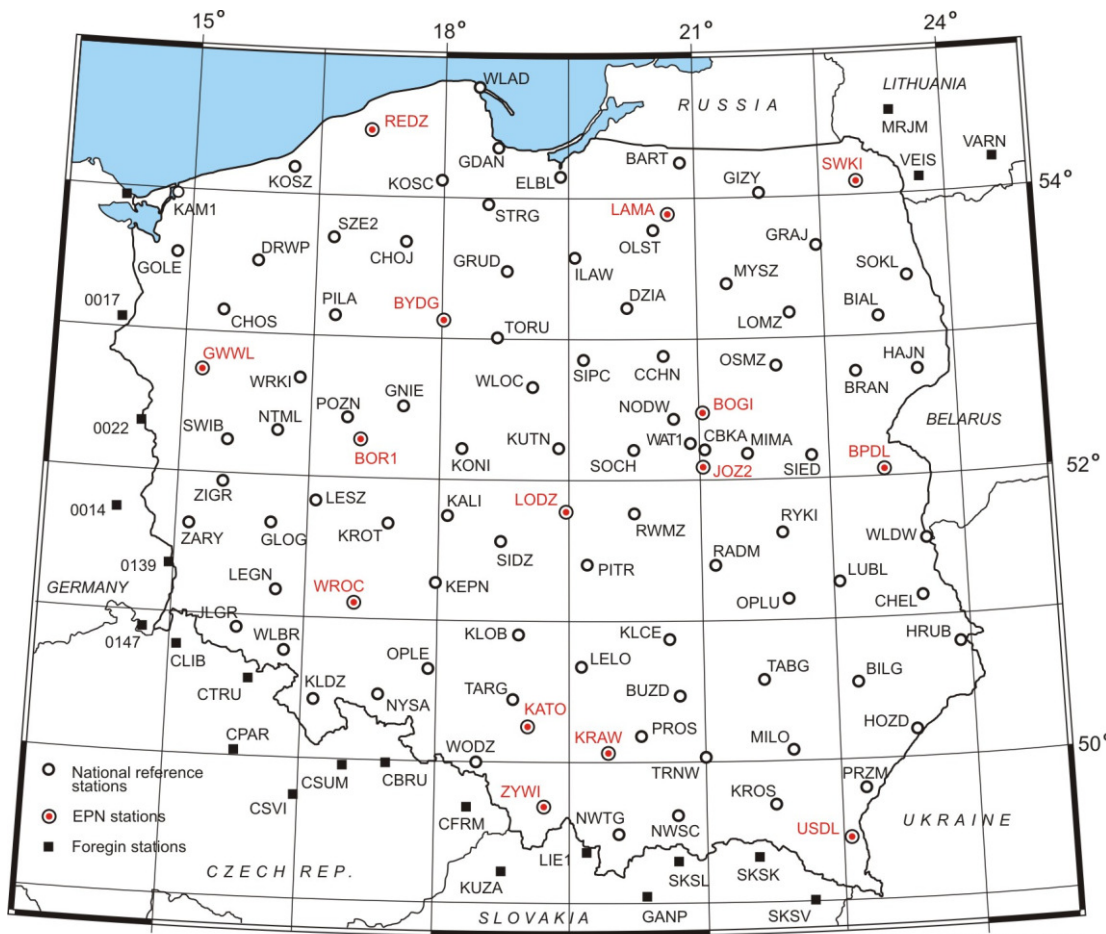 15°
18°
21°
24°
WLAD
LITHUANIA
RUSSIA
MRJM
REDZ
VARN
GDAŃ
BART
SWKI
VEIS
KOSZ
KOSC
ELBL
GIZY
54°
KAM1
STRG
LAMA
SZE2
OLST
GRAJ
DRWP
CHOJ
GOLE
GRUD
ILAW
MYSZ
SOKL
0017
PILA
BYDG
DZIA
BIAL
CHOS
TORU
LOMZ
GWWL
OSMZ
HAJN
WRKI
SIPC
CCHN
GNIE
WLOC
BRAN
POZN
NODW
BOGI
NTML
0022
SWIB
BELARUS
KUTN
WAT1
CBKA
MIMA
BOR1
KONI
SOCH
SIED
BPDL
JOZ2
52°
ZIGR
LESZ
KALI
LODZ
0014
RYKI
ZARY
GLOG
KROT
RWMZ
WLDW
SIDZ
0139
RADM
LEGN
PITR
LUBL
GERMANY
WROC
KEPN
OPLU
CHEL
JLGR
0147
WLBR
KLOB
KLCE
HRUB
CLIB
OPLE
LELO
CTRU
KLDZ
TARG
TABG
BILG
NYSA
BUZD
KATO
HOZD
CPAR
KRAW
PROS
MILO
50°
WODZ
TRNW
National reference
stations
CSUM
CBRU
PRZM
ZYWI
KROS
CSVI
EPN stations
CFRM
NWTG
NWSC
USDL
UKRAINE
Foregin stations
LIE1
CZECH REP.
KUZA
SKSL
SKSK
SLOVAKIA
GANP
SKSV